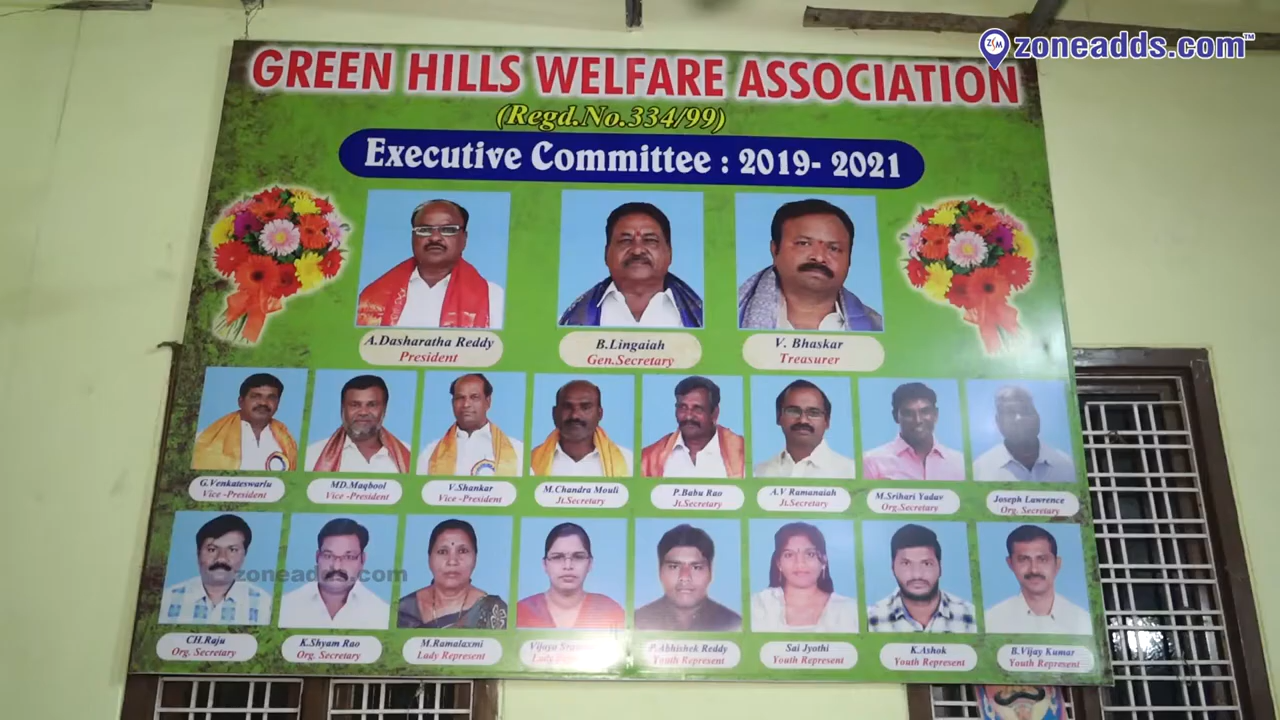 zoneadds.com™
GREEN HILLS WELFARE ASSOCIATION
(Regd.No.334/99)
Executive Committee : 2019- 2021
A.Dasharatha Reddy
President
B.Lingaiah
Gen.Secretary
V. Bhaskar
Treasurer
G.Venkateswarlu
Vice -President
MD.Maqbool
Vice -President
V.Shankar
Vice -President
M.Chandra Mouli
Jt.Secretary
P.Babu Rao
Jt.Secretary
A.V Ramanaiah
Jt.Secretary
M.Srihari Yadav
Org.Secretary
Joseph Lawrence
Org. Secretary
zoneadds.com
CH.Raju
Org. Secretary
K.Shyam Rao
Org. Secretary
M.Ramalaxmi
Lady Represent
Vijaya
Lady
P.Abhishek Reddy
Youth Represent
Sai Jyothi
Youth Represent
K.Ashok
Youth Represent
B.Vijay Kumar
Youth Represent